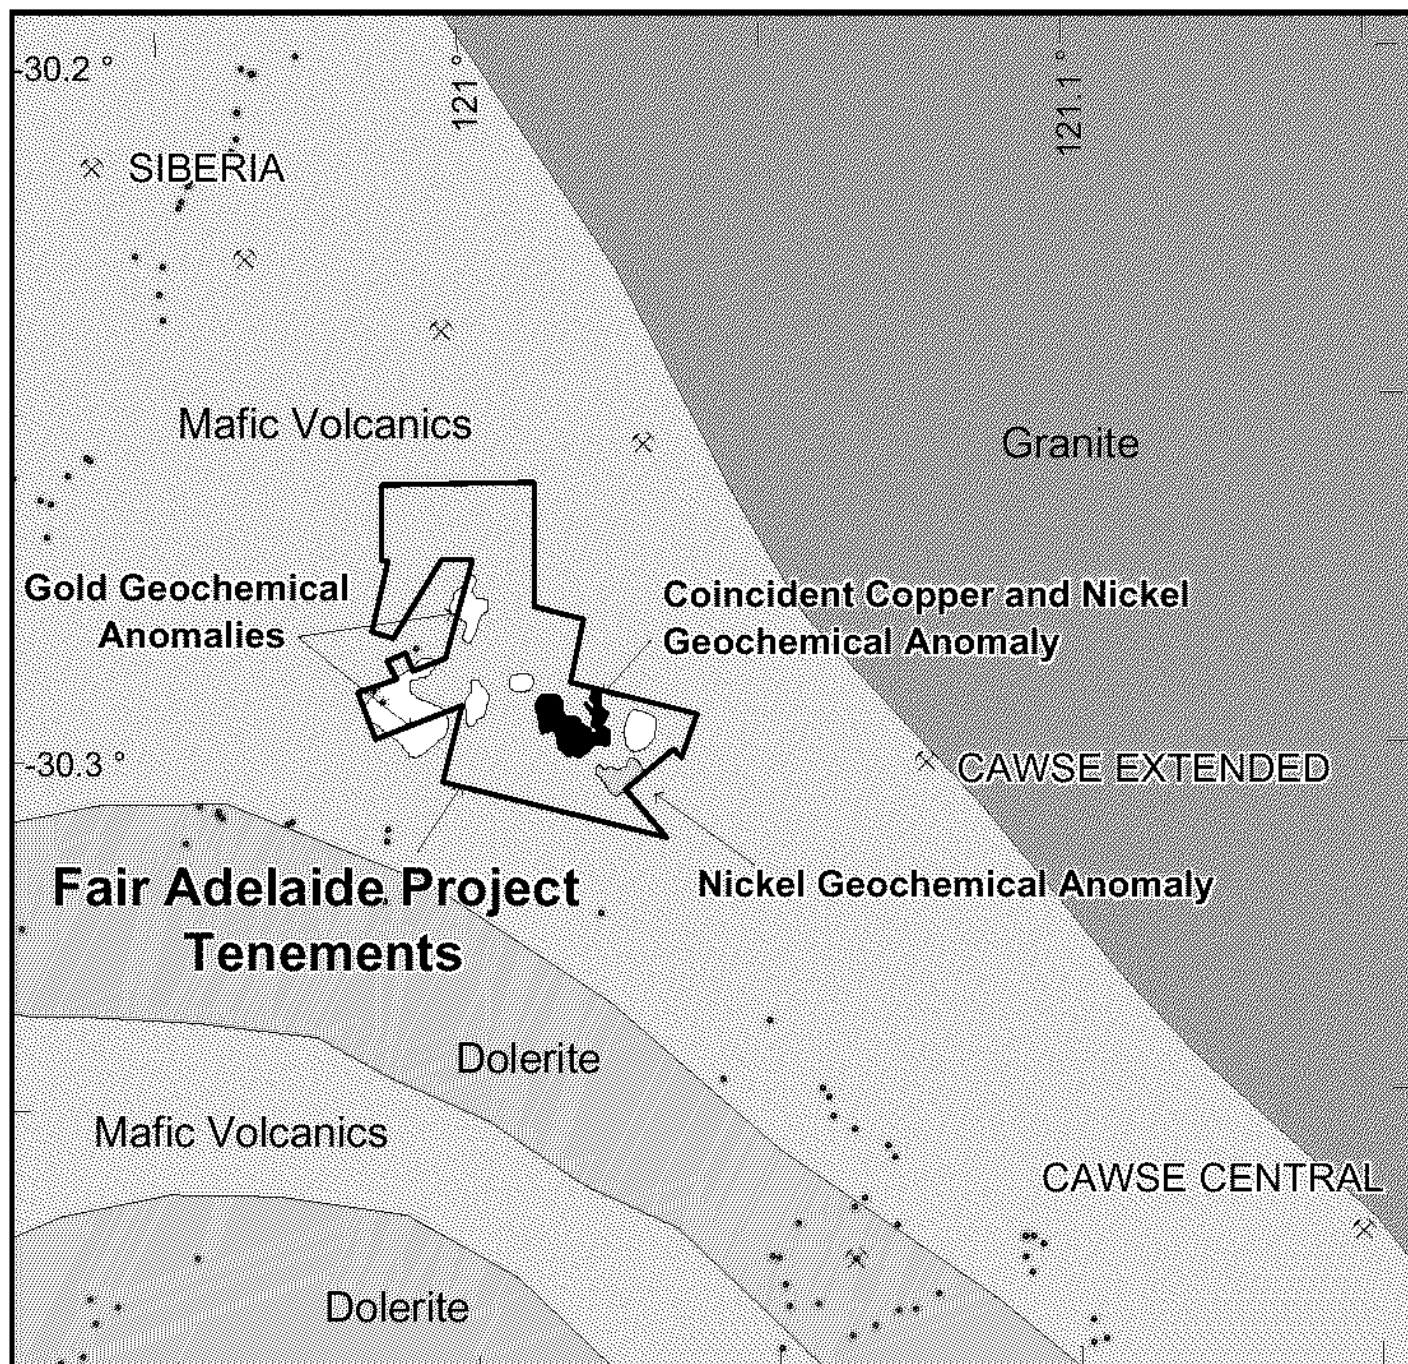 -30.2 °
121 °
121.1 °
SIBERIA
Mafic Volcanics
Granite
Gold Geochemical
Anomalies
Coincident Copper and Nickel
Geochemical Anomaly
-30.3 °
CAWSE EXTENDED
Fair Adelaide Project
Tenements
Nickel Geochemical Anomaly
Dolerite
Mafic Volcanics
CAWSE CENTRAL
Dolerite